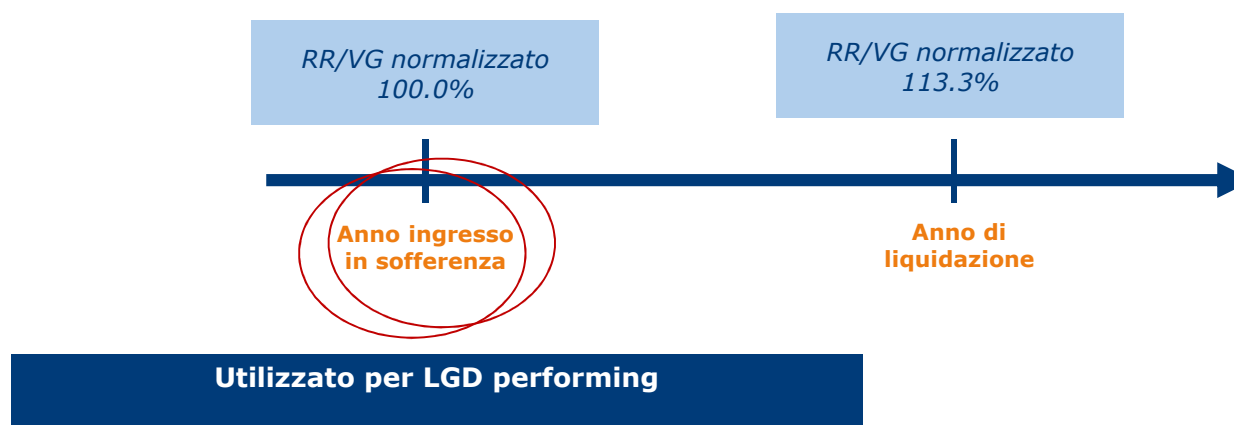 RR/VG normalizzato
100.0%
RR/VG normalizzato
113.3%
Anno ingresso
in sofferenza
Anno di
liquidazione
Utilizzato per LGD performing